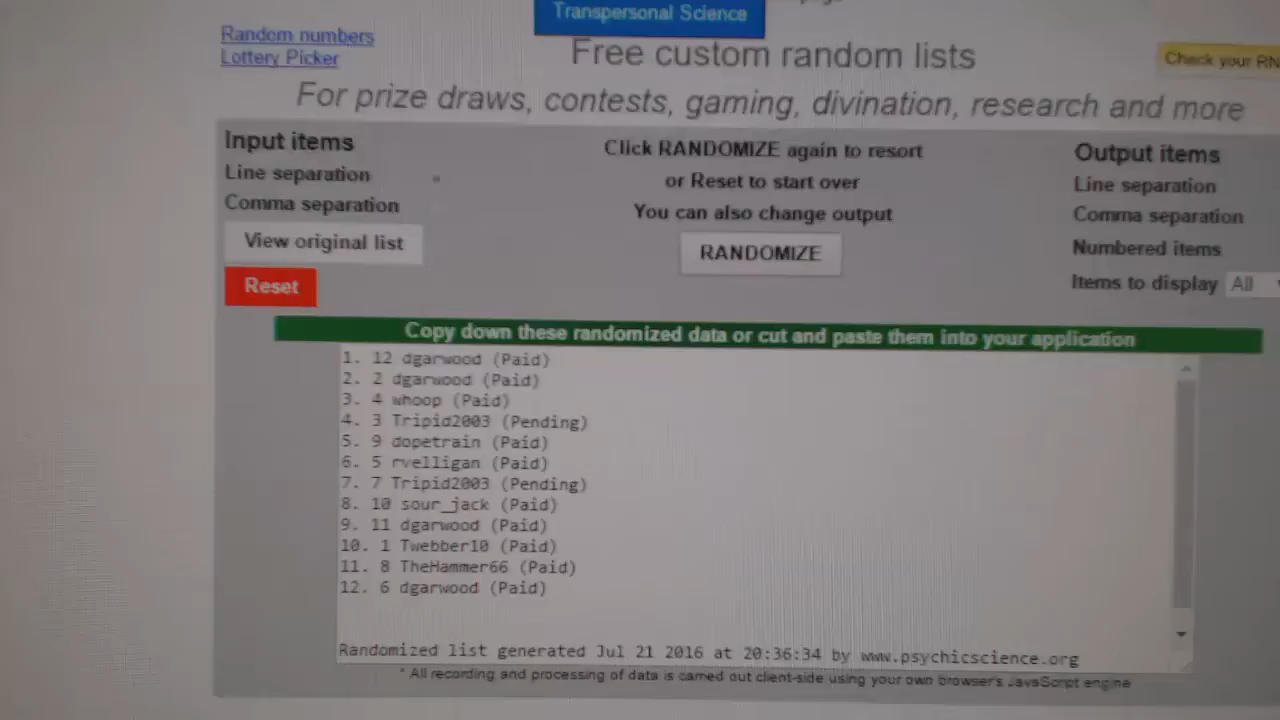 Transpersonal Science
Random numbers
Lottery Picker
Free custom random lists
Check your RN
For prize draws, contests, gaming, divination, research and more
Input items
Line separation
Comma separation
View original list
Reset
Click RANDOMIZE again to resort
or Reset to start over
You can also change output
RANDOMIZE
Output items
Line separation
Comma separation
Numbered items
Items to display All
Copy down these randomized data or cut and paste them into your application
1. 12 dgarwood (Paid)
2. 2 dgarwood (Paid)
3. 4 whoop (Paid)
4. 3 Tripid2003 (Pending)
5. 9 dopetrain (Paid)
6. 5 rvelligan (Paid)
7. 7 Tripid2003 (Pending)
8. 10 sour_jack (Paid)
9. 11 dgarwood (Paid)
10. 1 Twebber10 (Paid)
11. 8 TheHammer66 (Paid)
12. 6 dgarwood (Paid)
Randomized list generated Jul 21 2016 at 20:36:34 by www.psychicscience.org
* All recording and processing of data is carried out client-side using your own browser's JavaScript engine